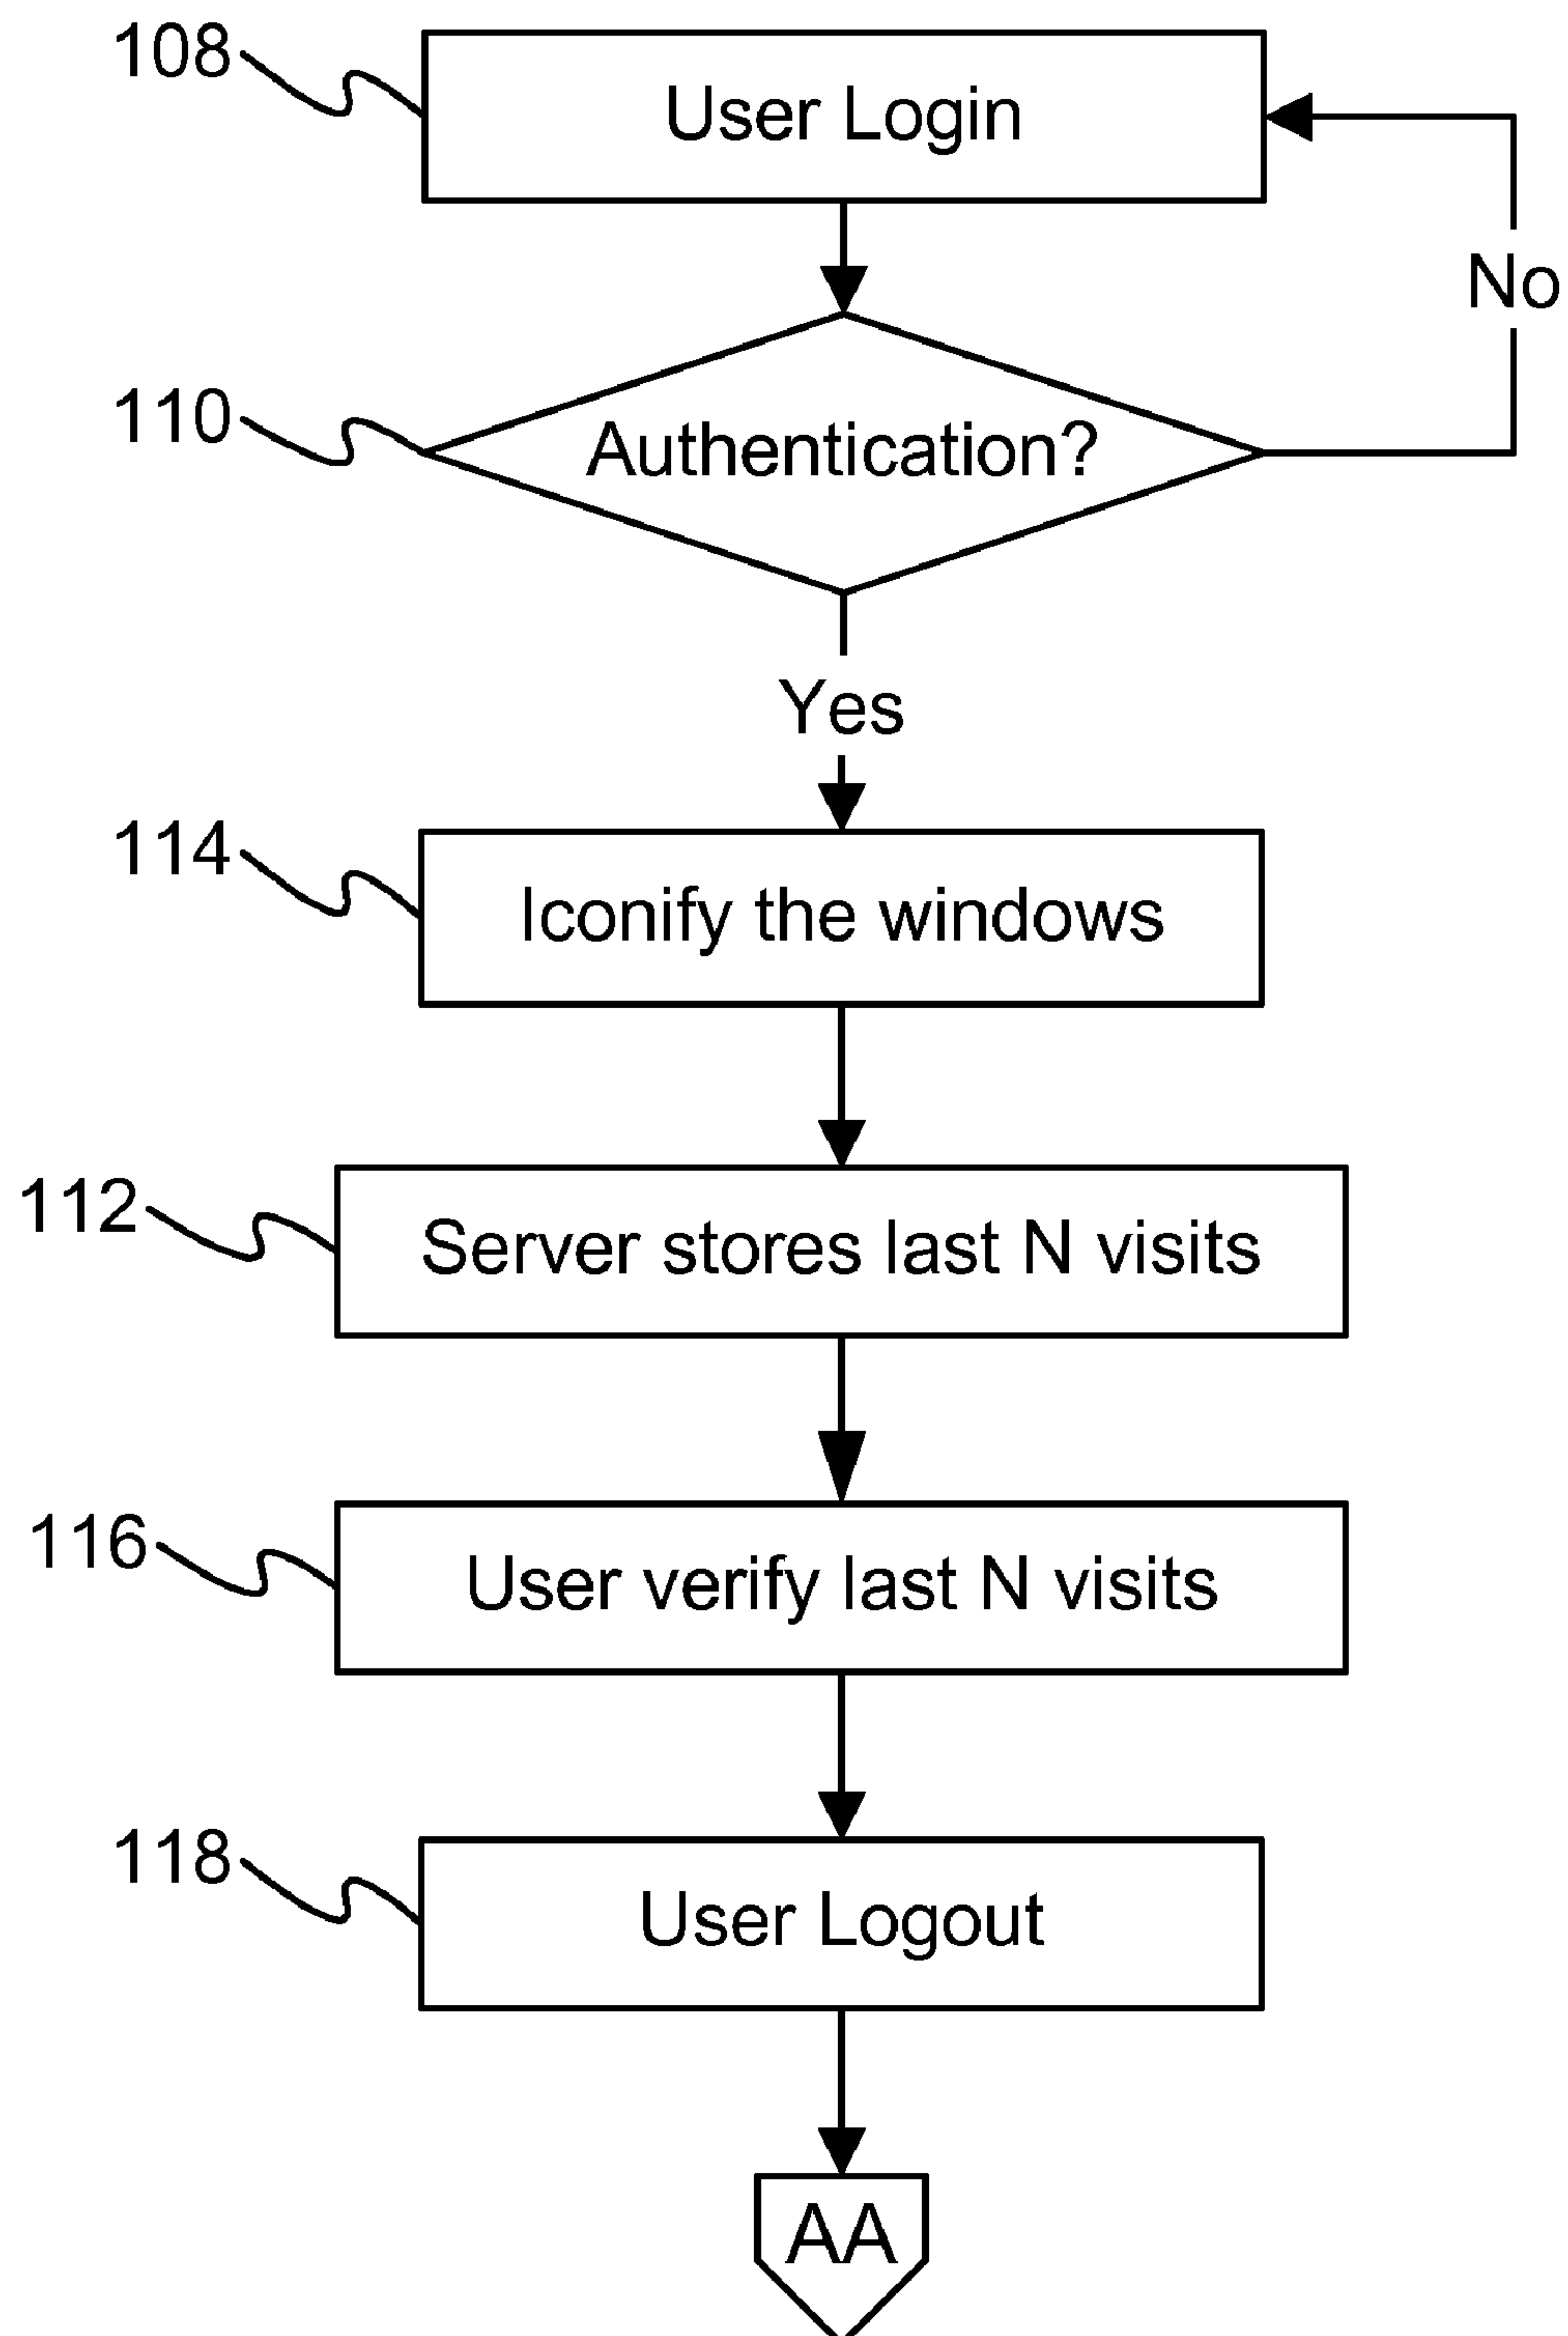 108
User Login
No
110
Authentication?
Yes
114
Iconify the windows
112
Server stores last N visits
116
User verify last N visits
118
User Logout
AA